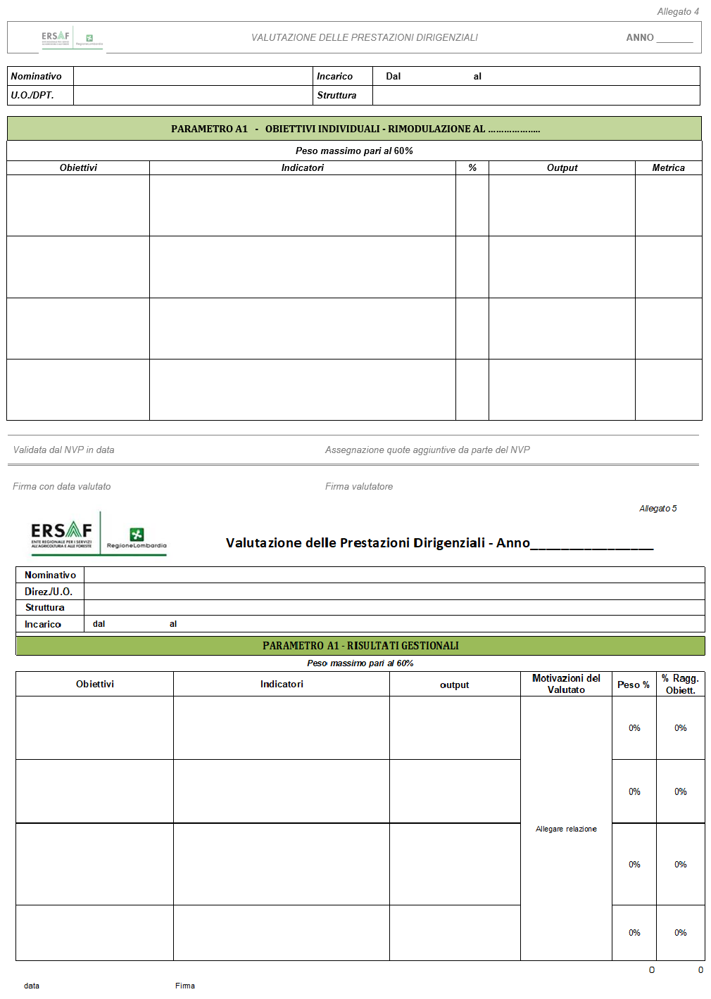 Allegato 4
ERSAF
RegioneLombardia
VALUTAZIONE DELLE PRESTAZIONI DIRIGENZIALI
ANNO _______
Nominativo
Incarico
Dal al
U.O./DPT.
Struttura
PARAMETRO A1 - OBIETTIVI INDIVIDUALI - RIMODULAZIONE AL ....................
Peso massimo pari al 60%
Obiettivi Indicatori % Output Metrica
Validata dal NVP in data
Assegnazione quote aggiuntive da parte del NVP
Firma con data valutato
Firma valutatore
Allegato 5
ERSAF
ENTE REGIONALE PER I SERVIZI
ALL'AGRICOLTURA E ALLE FORESTE
RegioneLombardia
Valutazione delle Prestazioni Dirigenziali - Anno________________
Nominativo
Direz./U.O.
Struttura
Incarico dal al
PARAMETRO A1 - RISULTATI GESTIONALI
Peso massimo pari al 60%
Obiettivi Indicatori output
Motivazioni del
Valutato
Peso %
% Ragg.
Obiett.
0% 0%
0% 0%
Allegare relazione
0% 0%
0% 0%
0 0
data Firma